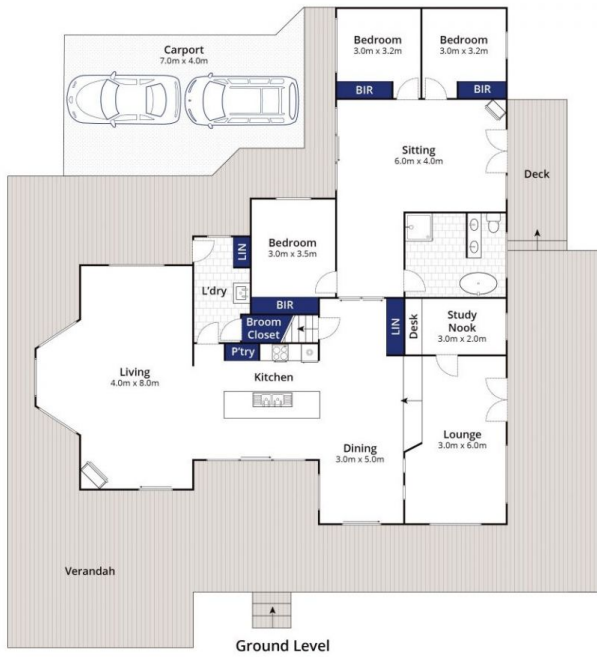 Bedroom
3.0m x 3.2m
Bedroom
3.0m x 3.2m
Carport
7.0m x 4.0m
BIR
BIR
Sitting
6.0m x 4.0m
Deck
Bedroom
3.0m x 3.5m
LIN
L'dry
BIR
Broom
Closet
LIN
Desk
Study
Nook
3.0m x 2.0m
P'try
Living
4.0m x 8.0m
Kitchen
Lounge
3.0m x 6.0m
Dining
3.0m x 5.0m
Verandah
Ground Level